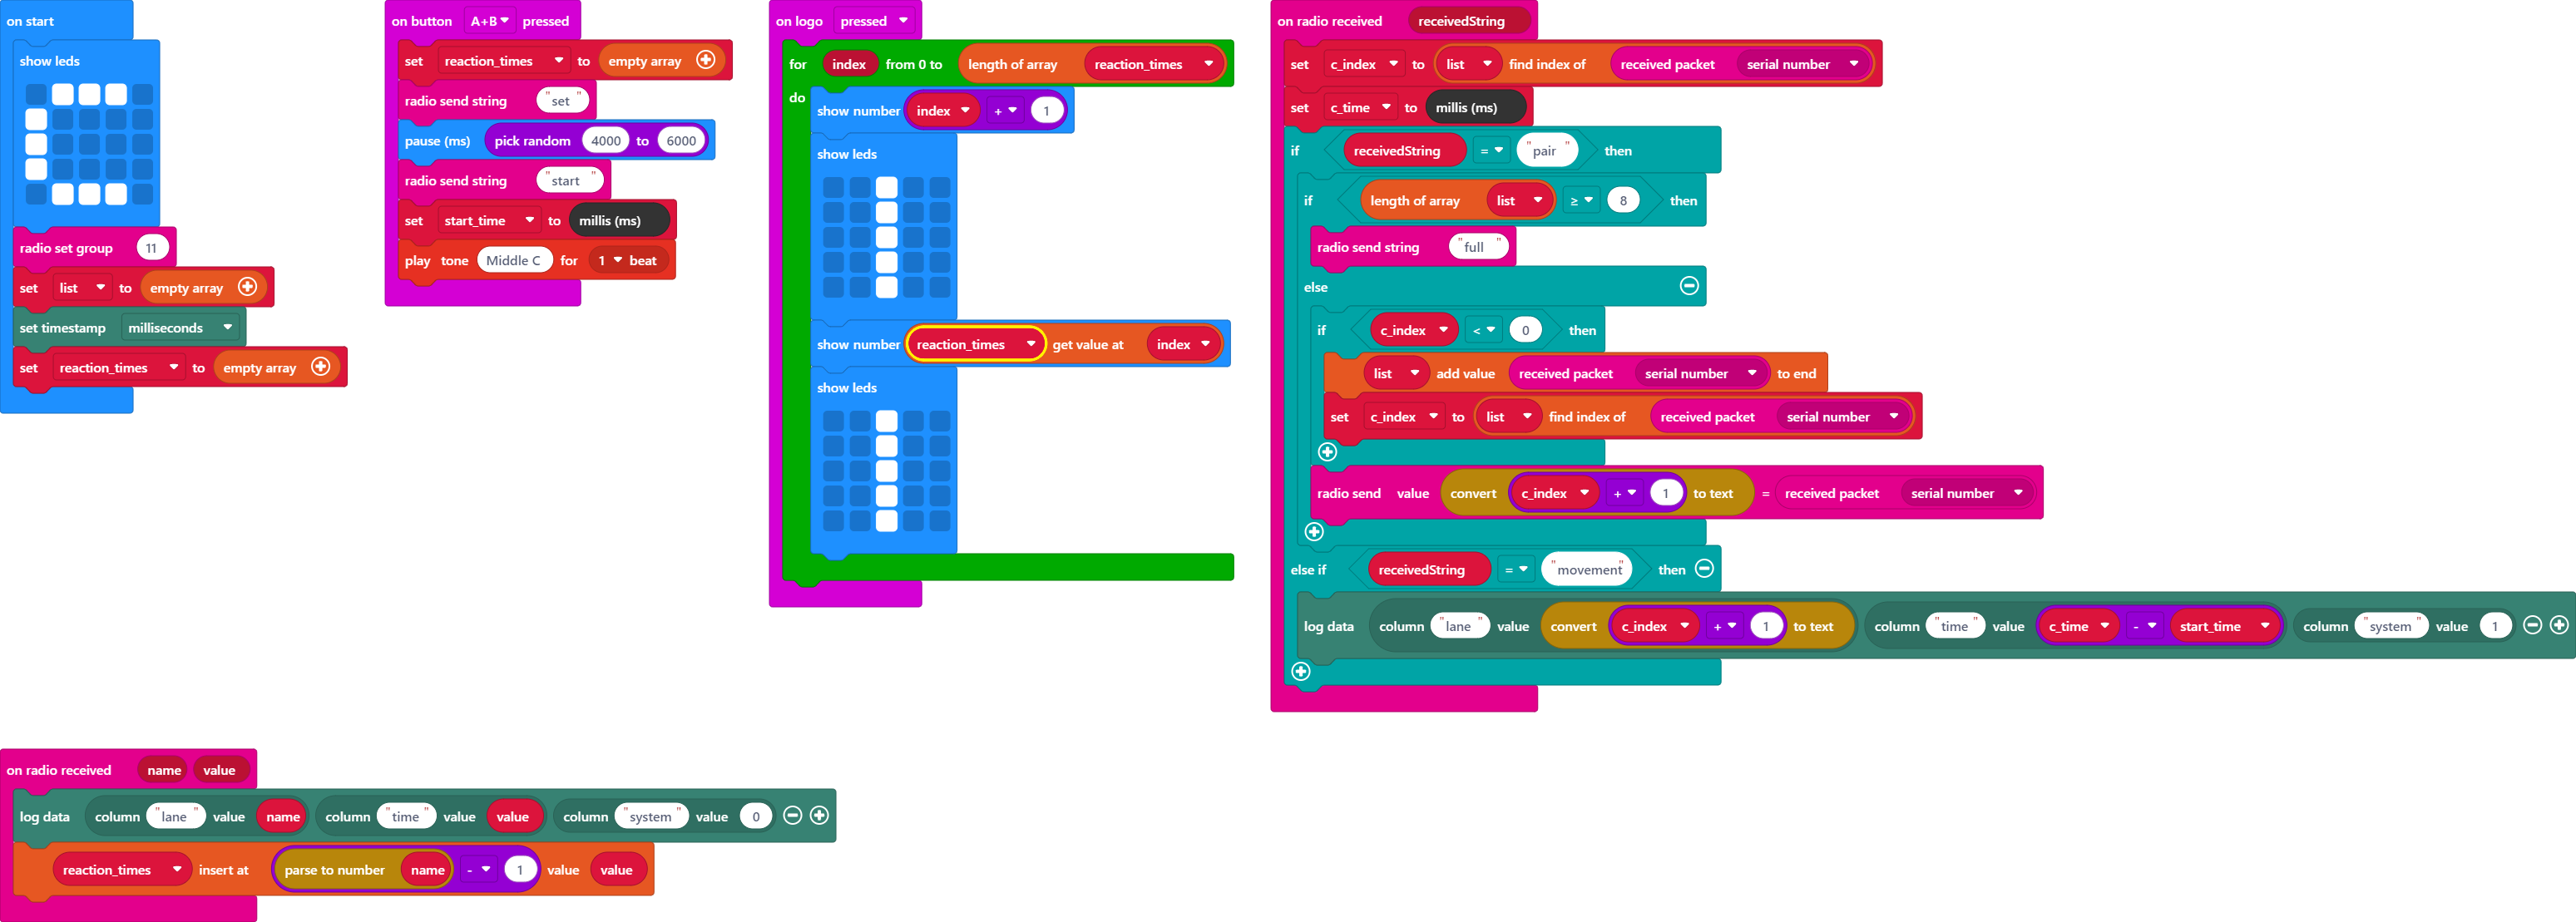 on start
show leds
radio set group 11
set list to empty array
set timestamp milliseconds
set reaction_times to empty array
on button A+B pressed
set reaction_times to empty array
radio send string "set"
pause (ms) pick random 4000 to 6000
radio send string "start"
set start_time to millis (ms)
play tone Middle C for 1 beat
on logo pressed
for index from 0 to length of array reaction_times
do
show number index + 1
show leds
show number reaction_times get value at index
show leds
on radio received receivedString
set c_index to list find index of received packet serial number
set c_time to millis (ms)
if receivedString = "pair" then
if length of array list ≥ 8 then
radio send string "full"
else
if c_index < 0 then
list add value received packet serial number to end
set c_index to list find index of received packet serial number
radio send value convert c_index + 1 to text = received packet serial number
else if receivedString = "movement" then
log data column "lane" value convert c_index + 1 to text column "time" value c_time - start_time column "system" value 1
on radio received name value
log data column "lane" value name column "time" value value column "system" value 0
reaction_times insert at parse to number name - 1 value value